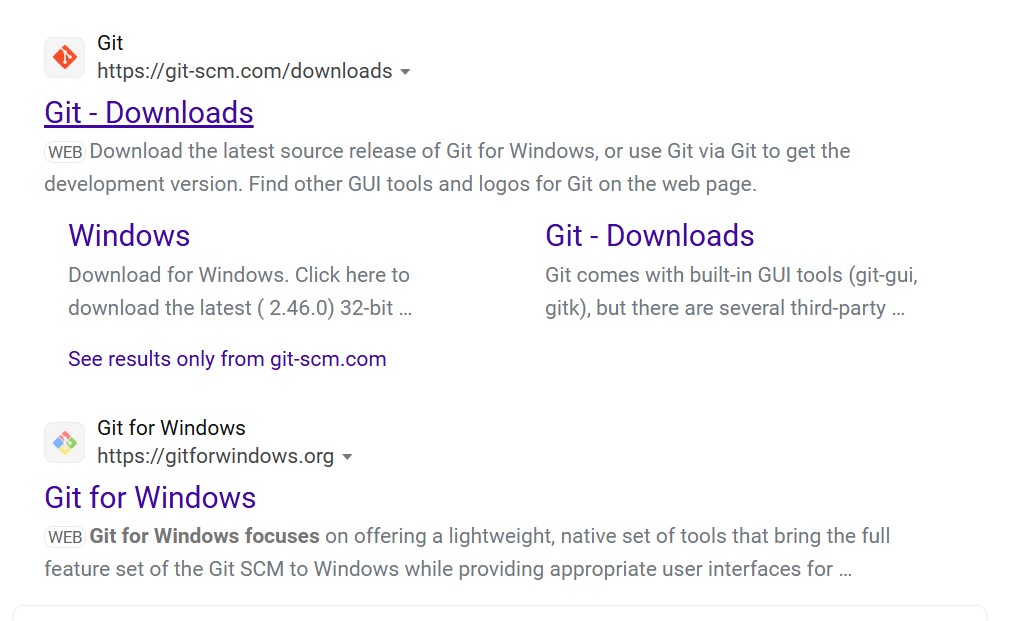 Git
https://git-scm.com/downloads
Git - Downloads
WEB Download the latest source release of Git for Windows, or use Git via Git to get the
development version. Find other GUI tools and logos for Git on the web page.
Windows
Download for Windows. Click here to
download the latest ( 2.46.0) 32-bit ...
Git - Downloads
Git comes with built-in GUI tools (git-gui,
gitk), but there are several third-party ...
See results only from git-scm.com
Git for Windows
https://gitforwindows.org
Git for Windows
WEB Git for Windows focuses on offering a lightweight, native set of tools that bring the full
feature set of the Git SCM to Windows while providing appropriate user interfaces for ...